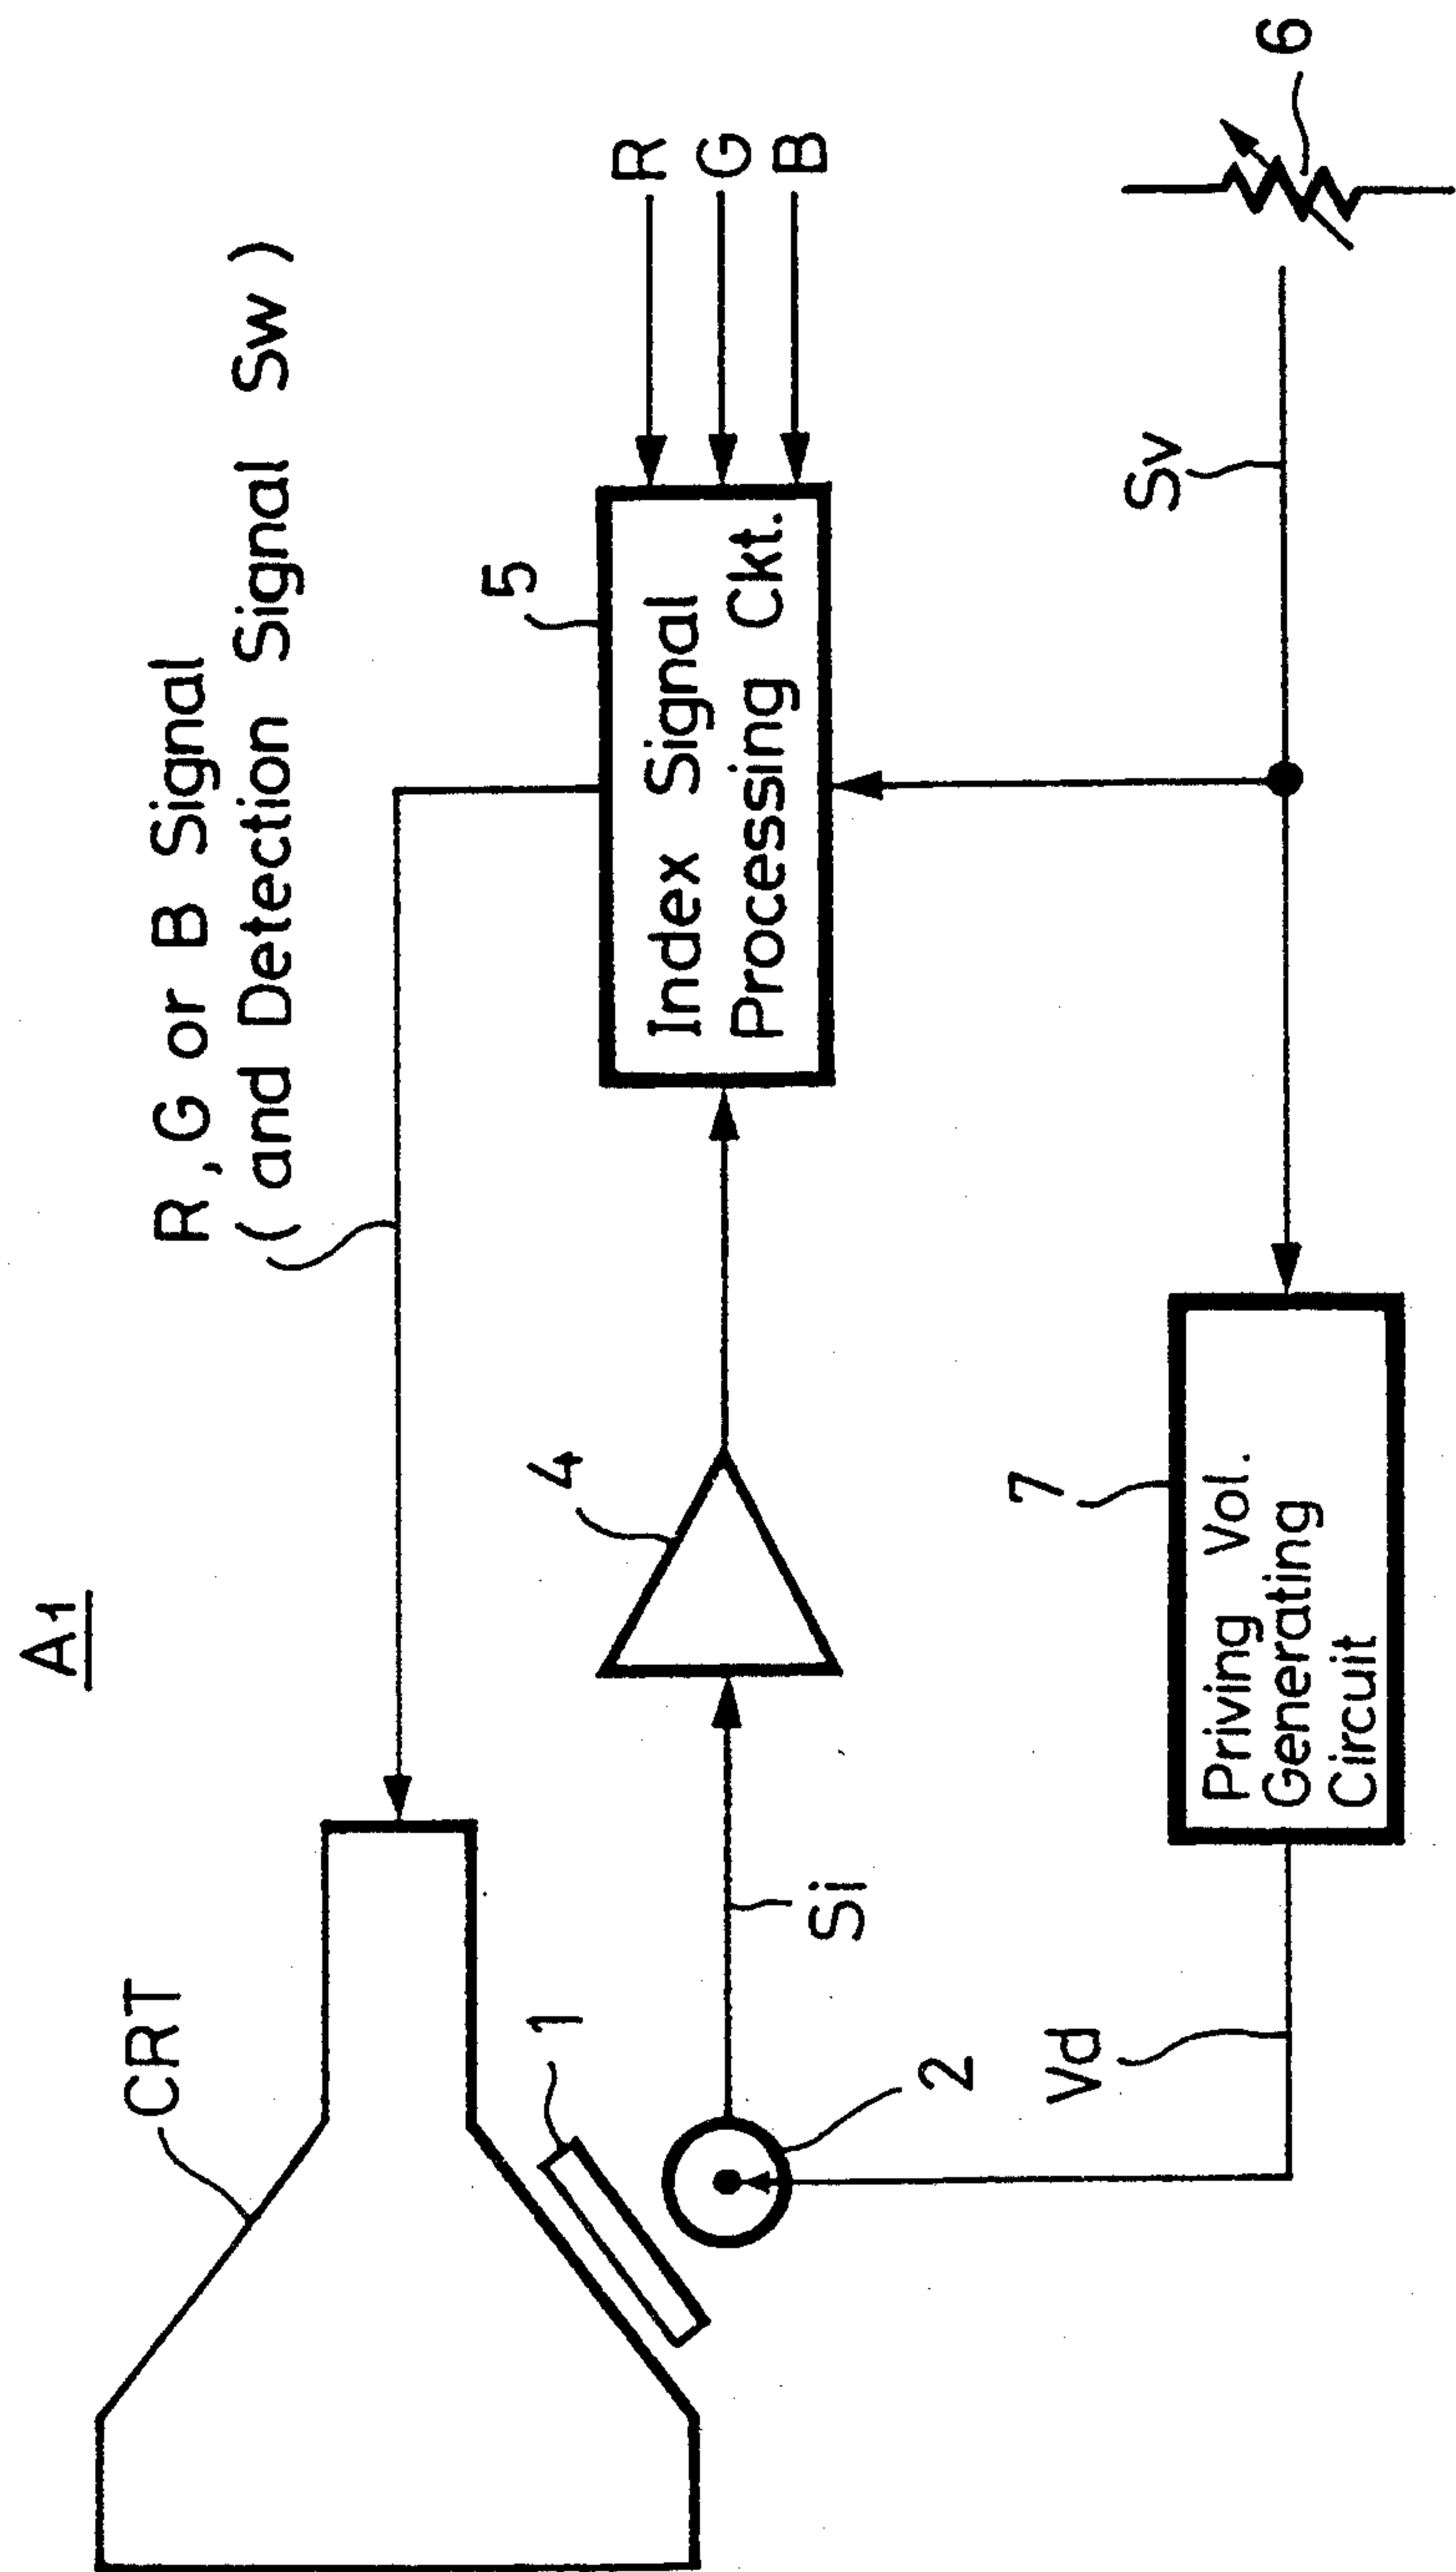 A1
CRT
R, G or B Signal
( and Detection Signal Sw )
1
2
Si
4
5
Index Signal
Processing Ckt.
R
G
B
Vd
7
Priving Vol.
Generating
Circuit
Sv
6